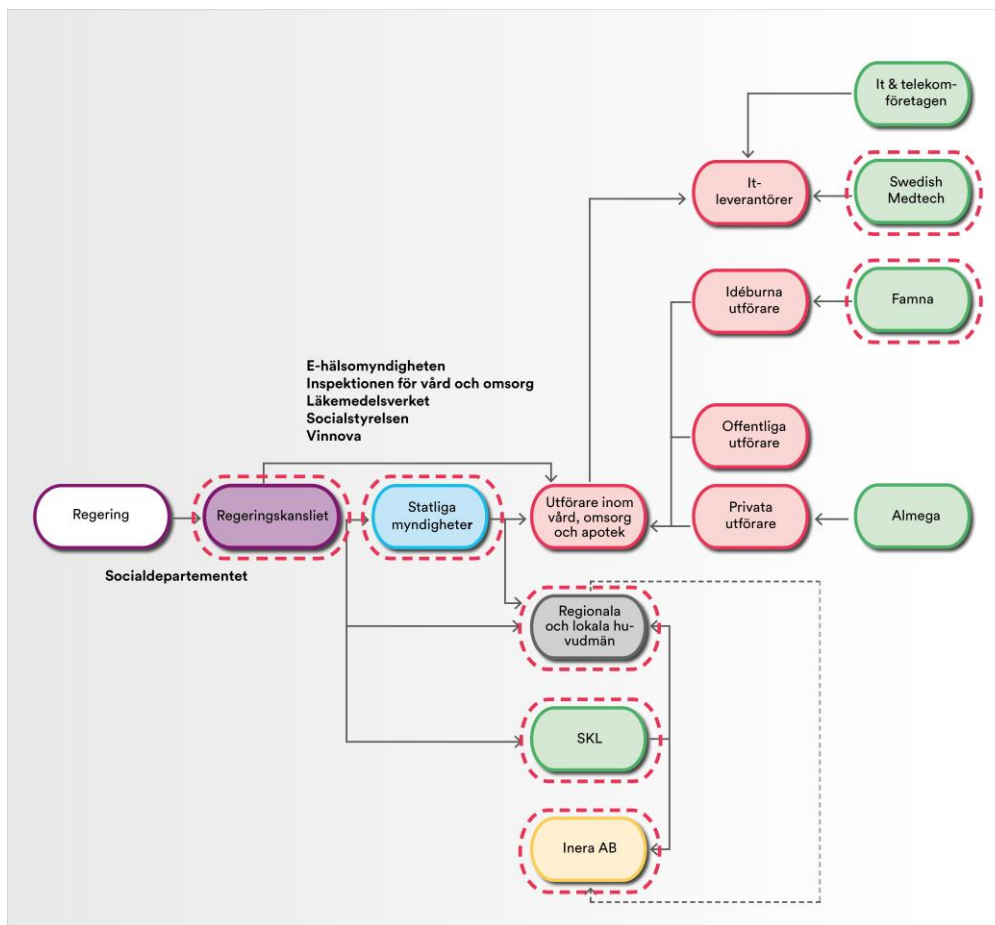 It & telekom-
företagen
It-
leverantörer
Swedish
Medtech
Idéburna
utförare
Famna
E-hälsomyndigheten
Inspektionen för vård och omsorg
Läkemedelsverket
Socialstyrelsen
Vinnova
Offentliga
utförare
Regering
Regeringskansliet
Statliga
myndigheter
Utförare inom
vård, omsorg
och apotek
Privata
utförare
Almega
Socialdepartementet
Regionala
och lokala hu-
vudmän
SKL
Inera AB